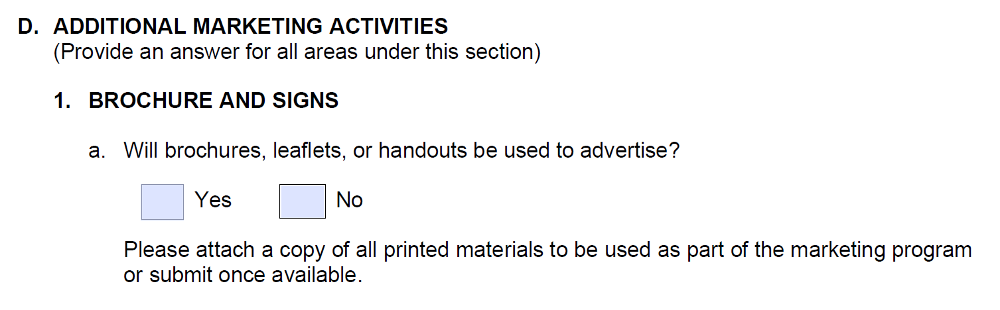 D. ADDITIONAL MARKETING ACTIVITIES
(Provide an answer for all areas under this section)
1. BROCHURE AND SIGNS
a. Will brochures, leaflets, or handouts be used to advertise?
Yes No
Please attach a copy of all printed materials to be used as part of the marketing program
or submit once available.